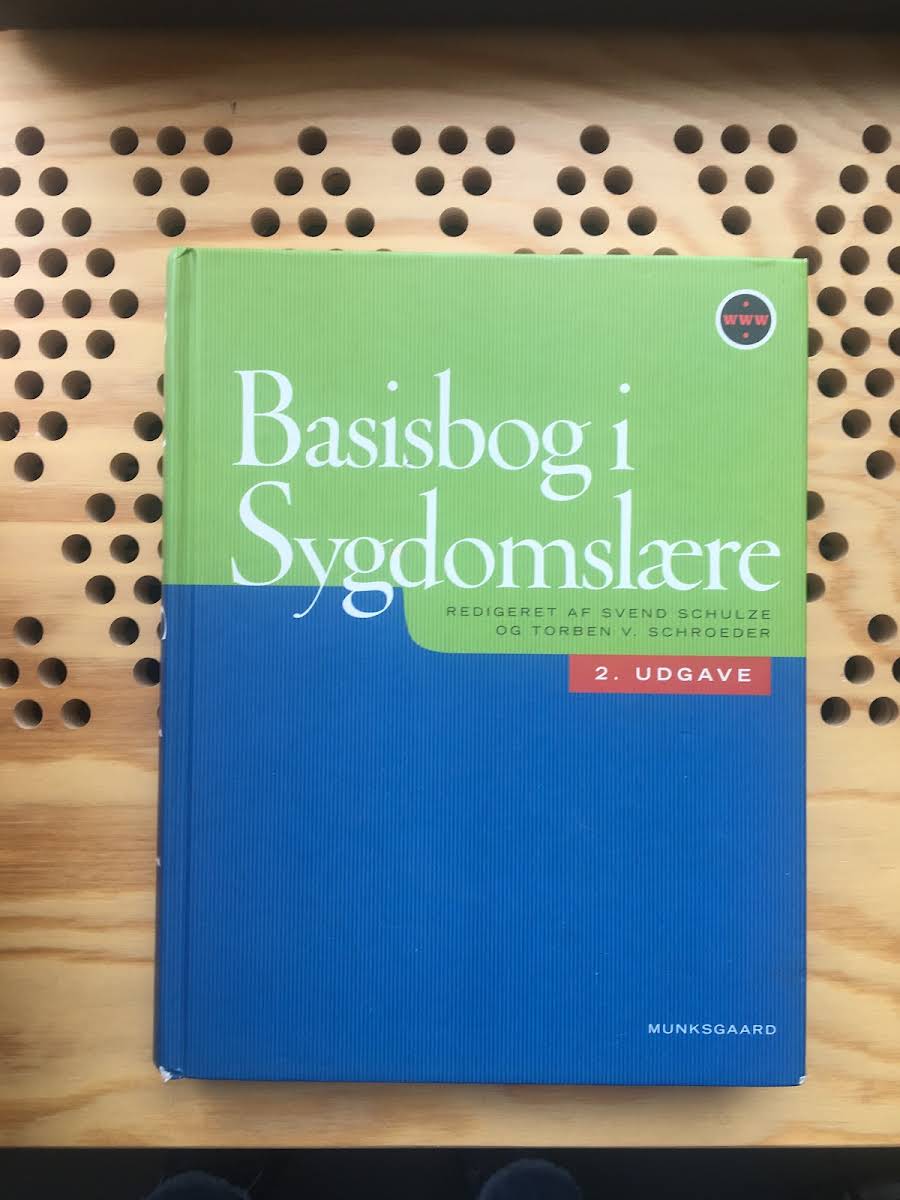 www
Basisbog i
Sygdomslære
REDIGERET AF SVEND SCHULZE
OG TORBEN V. SCHROEDER
2. UDGAVE
MUNKSGAARD